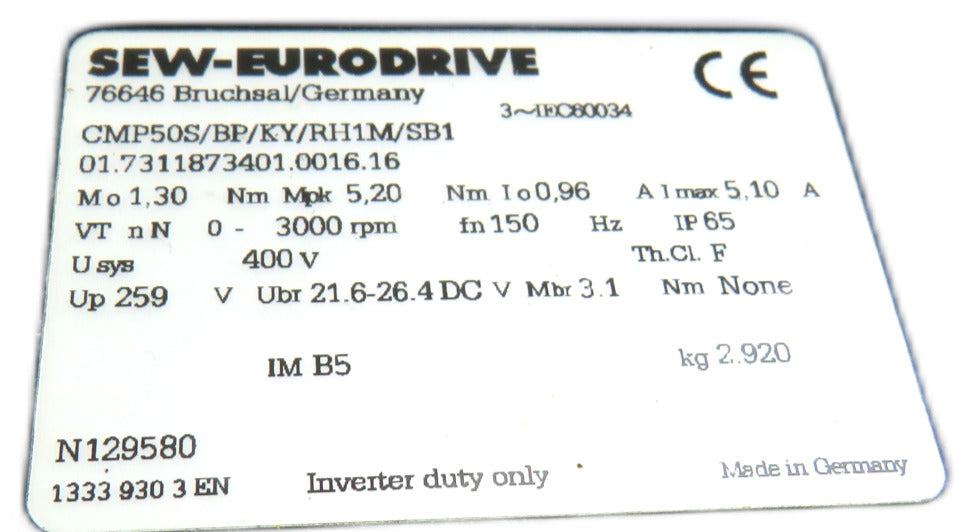 SEW-EURODRIVE CE
76646 Bruchsal/Germany
3~IEC60034
CMP50S/BP/KY/RH1M/SB1
01.7311873401.0016.16
Mo 1,30 Nm Mpk 5,20 Nm Io 0,96 A Imax 5,10 A
VT nN 0 - 3000 rpm fn 150 Hz IP 65
U sys 400 V Th.Cl. F
Up 259 V Ubr 21.6-26.4 DC V Mbr 3.1 Nm None
IM B5 kg 2.920
N129580
1333 930 3 EN Inverter duty only Made in Germany